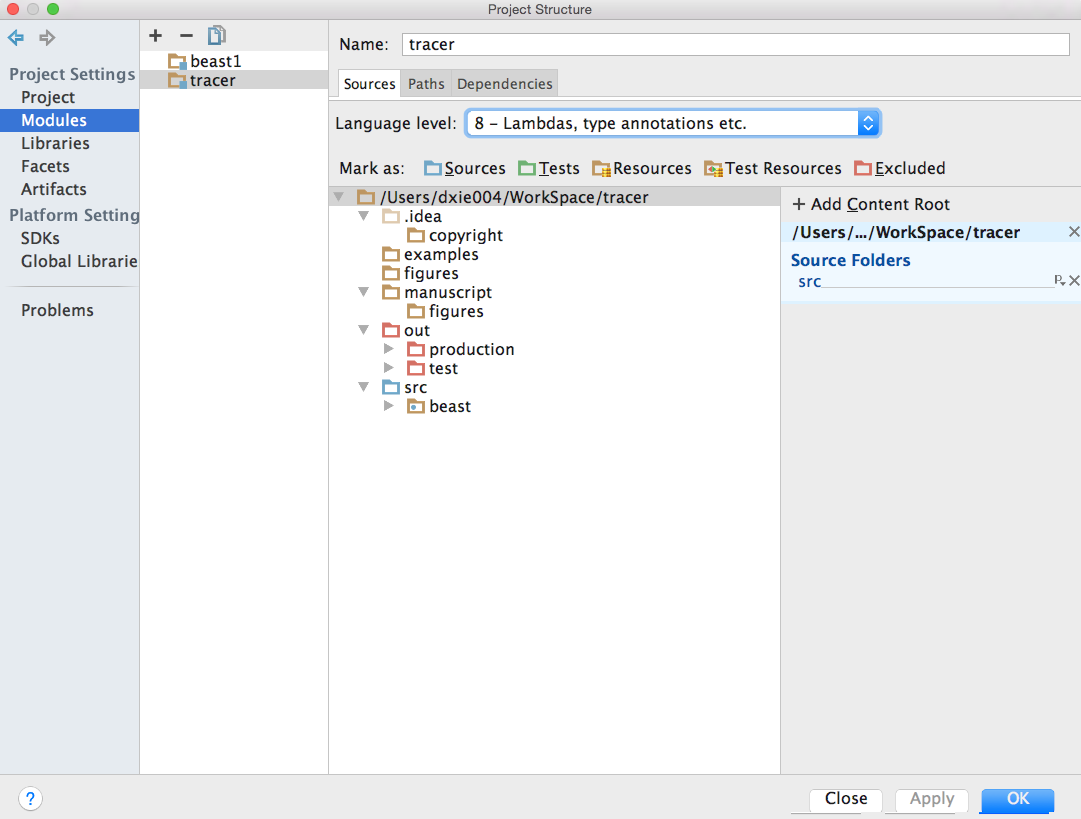 Project Structure
Project Settings
Project
Modules
Libraries
Facets
Artifacts
Platform Setting
SDKs
Global Librarie
Problems
beast1
tracer
Name: tracer
Sources Paths Dependencies
Language level: 8 – Lambdas, type annotations etc.
Mark as: Sources Tests Resources Test Resources Excluded
/Users/dxie004/WorkSpace/tracer
.idea
copyright
examples
figures
manuscript
figures
out
production
test
src
beast
+ Add Content Root
/Users/.../WorkSpace/tracer
Source Folders
src
?
Close Apply OK